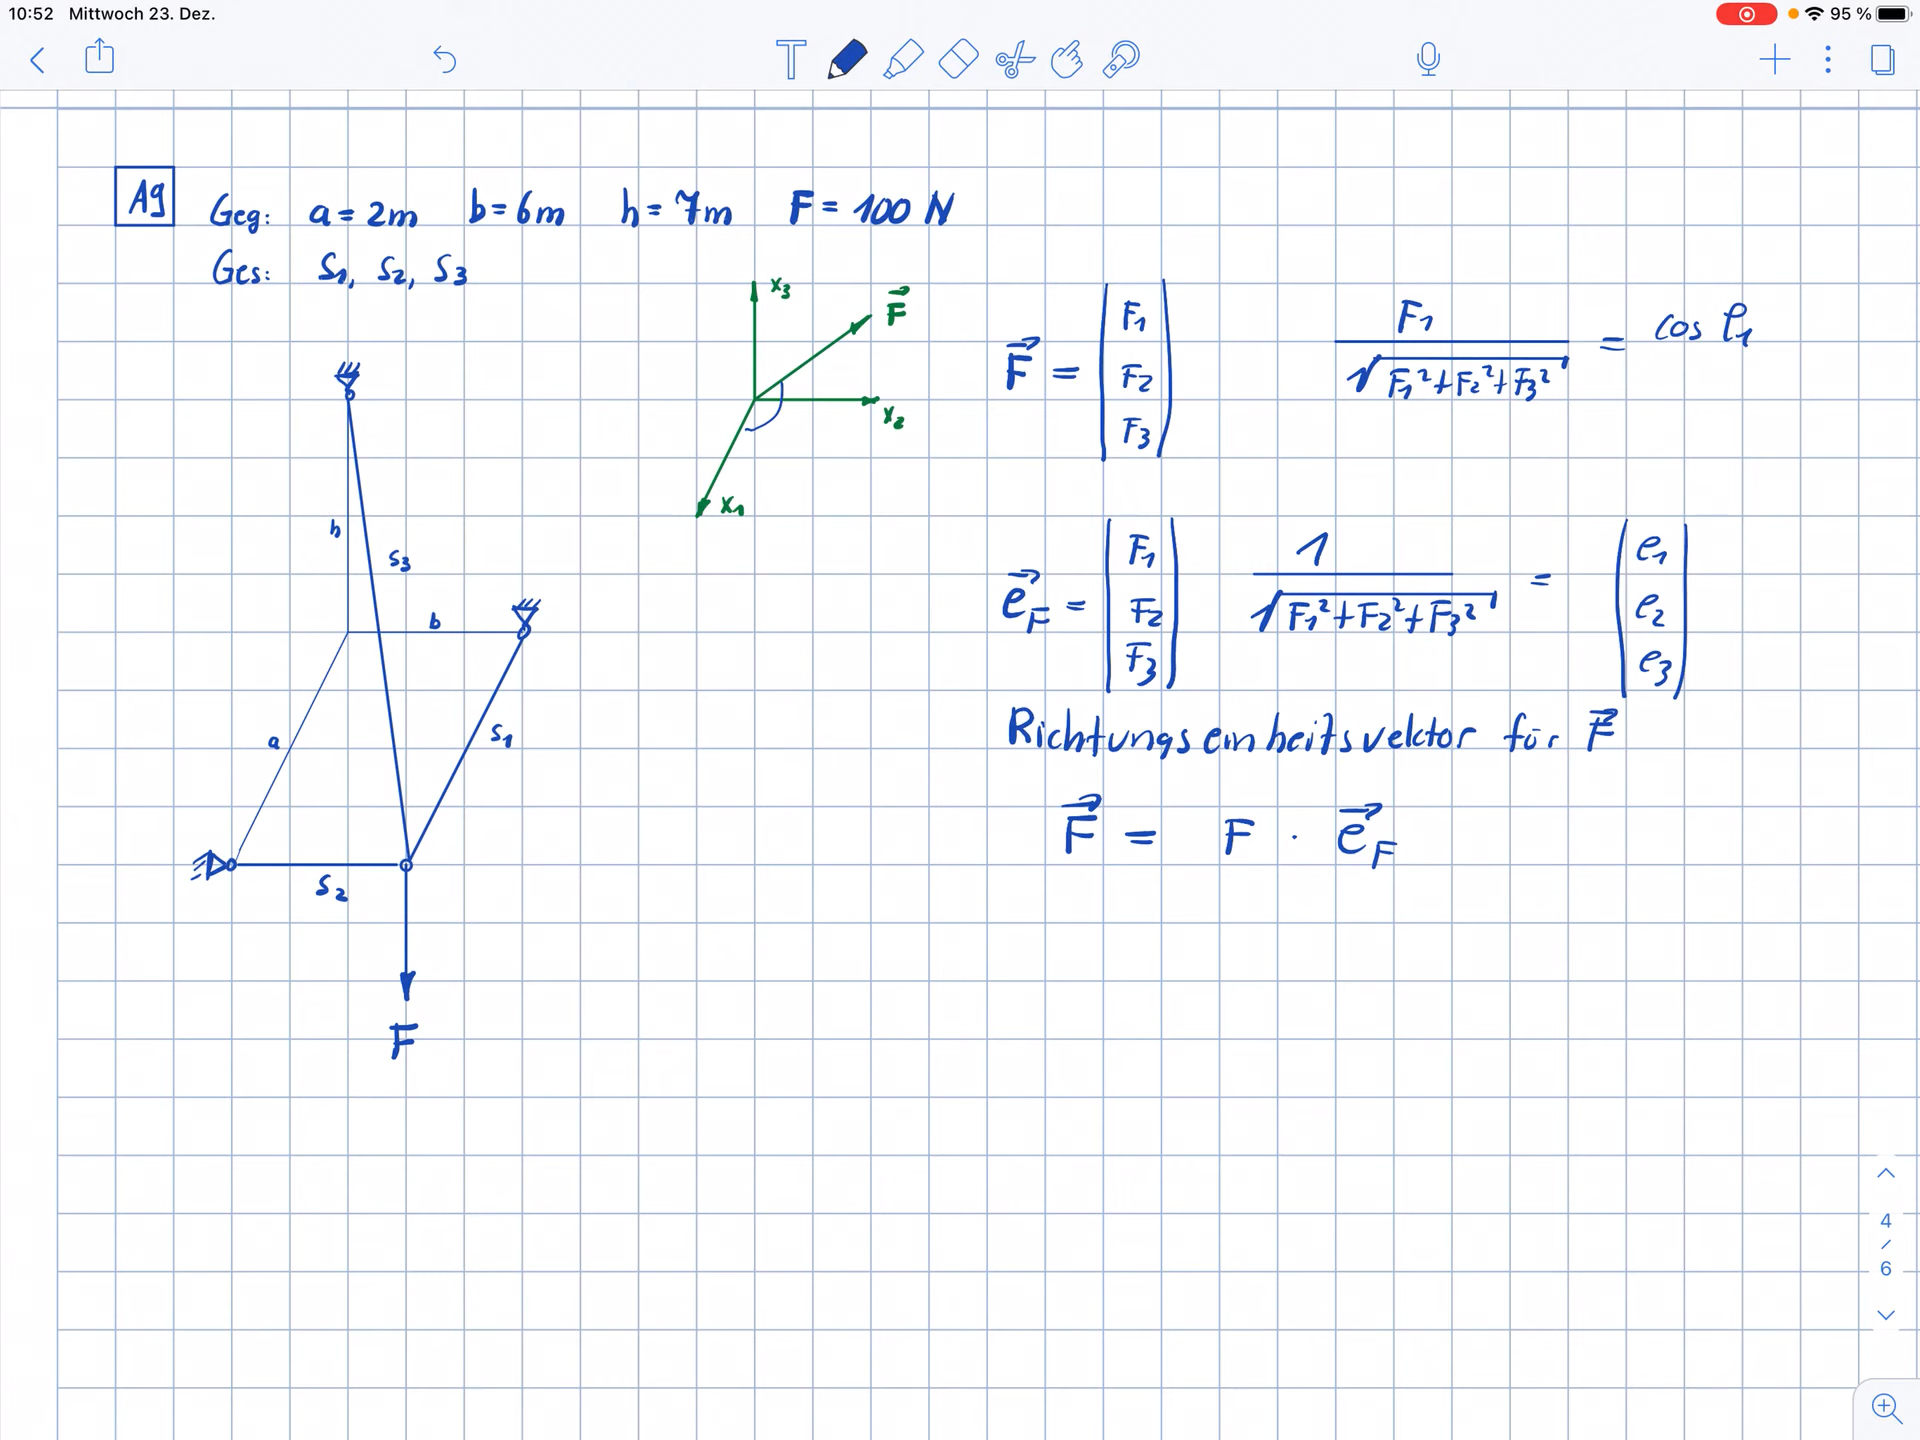 10:52 Mittwoch 23. Dez. 95 %
T
A9 Geg: a = 2m b = 6m h = 7m F = 100 N
Ges: S1, S2, S3
x3
F⃗
x2
x1
h
S3
b
a
S1
S2
F
F⃗ = | F1 F2 F3 | F1 / √(F1² + F2² + F3²) = cos φ1
e⃗F = | F1 F2 F3 | 1 / √(F1² + F2² + F3²) = | e1 e2 e3 |
Richtungseinheitsvektor für F⃗
F⃗ = F · e⃗F
4
/
6